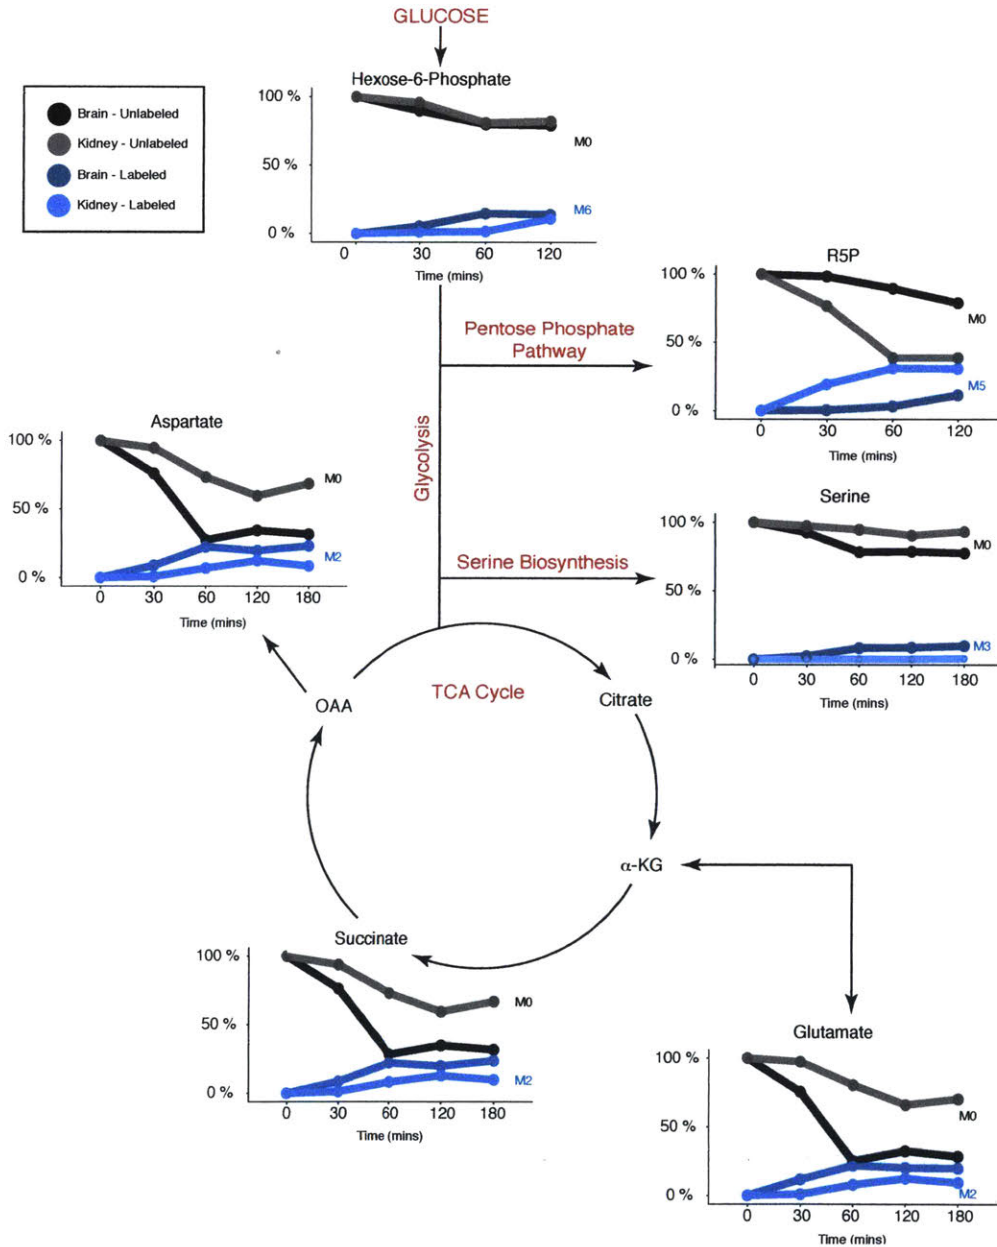 GLUCOSE
Hexose-6-Phosphate
Brain - Unlabeled
Kidney - Unlabeled
Brain - Labeled
Kidney - Labeled
100 %
50 %
0 %
M0
M6
0 30 60 120
Time (mins)
R5P
100 %
50 %
0 %
M0
M5
0 30 60 120
Time (mins)
Pentose Phosphate
Pathway
Glycolysis
Aspartate
100 %
50 %
0 %
M0
M2
0 30 60 120 180
Time (mins)
Serine
100 %
50 %
0 %
M0
M3
0 30 60 120 180
Time (mins)
Serine Biosynthesis
TCA Cycle
OAA
Citrate
α-KG
Succinate
100 %
50 %
0 %
M0
M2
0 30 60 120 180
Time (mins)
Glutamate
100 %
50 %
0 %
M0
M2
0 30 60 120 180
Time (mins)